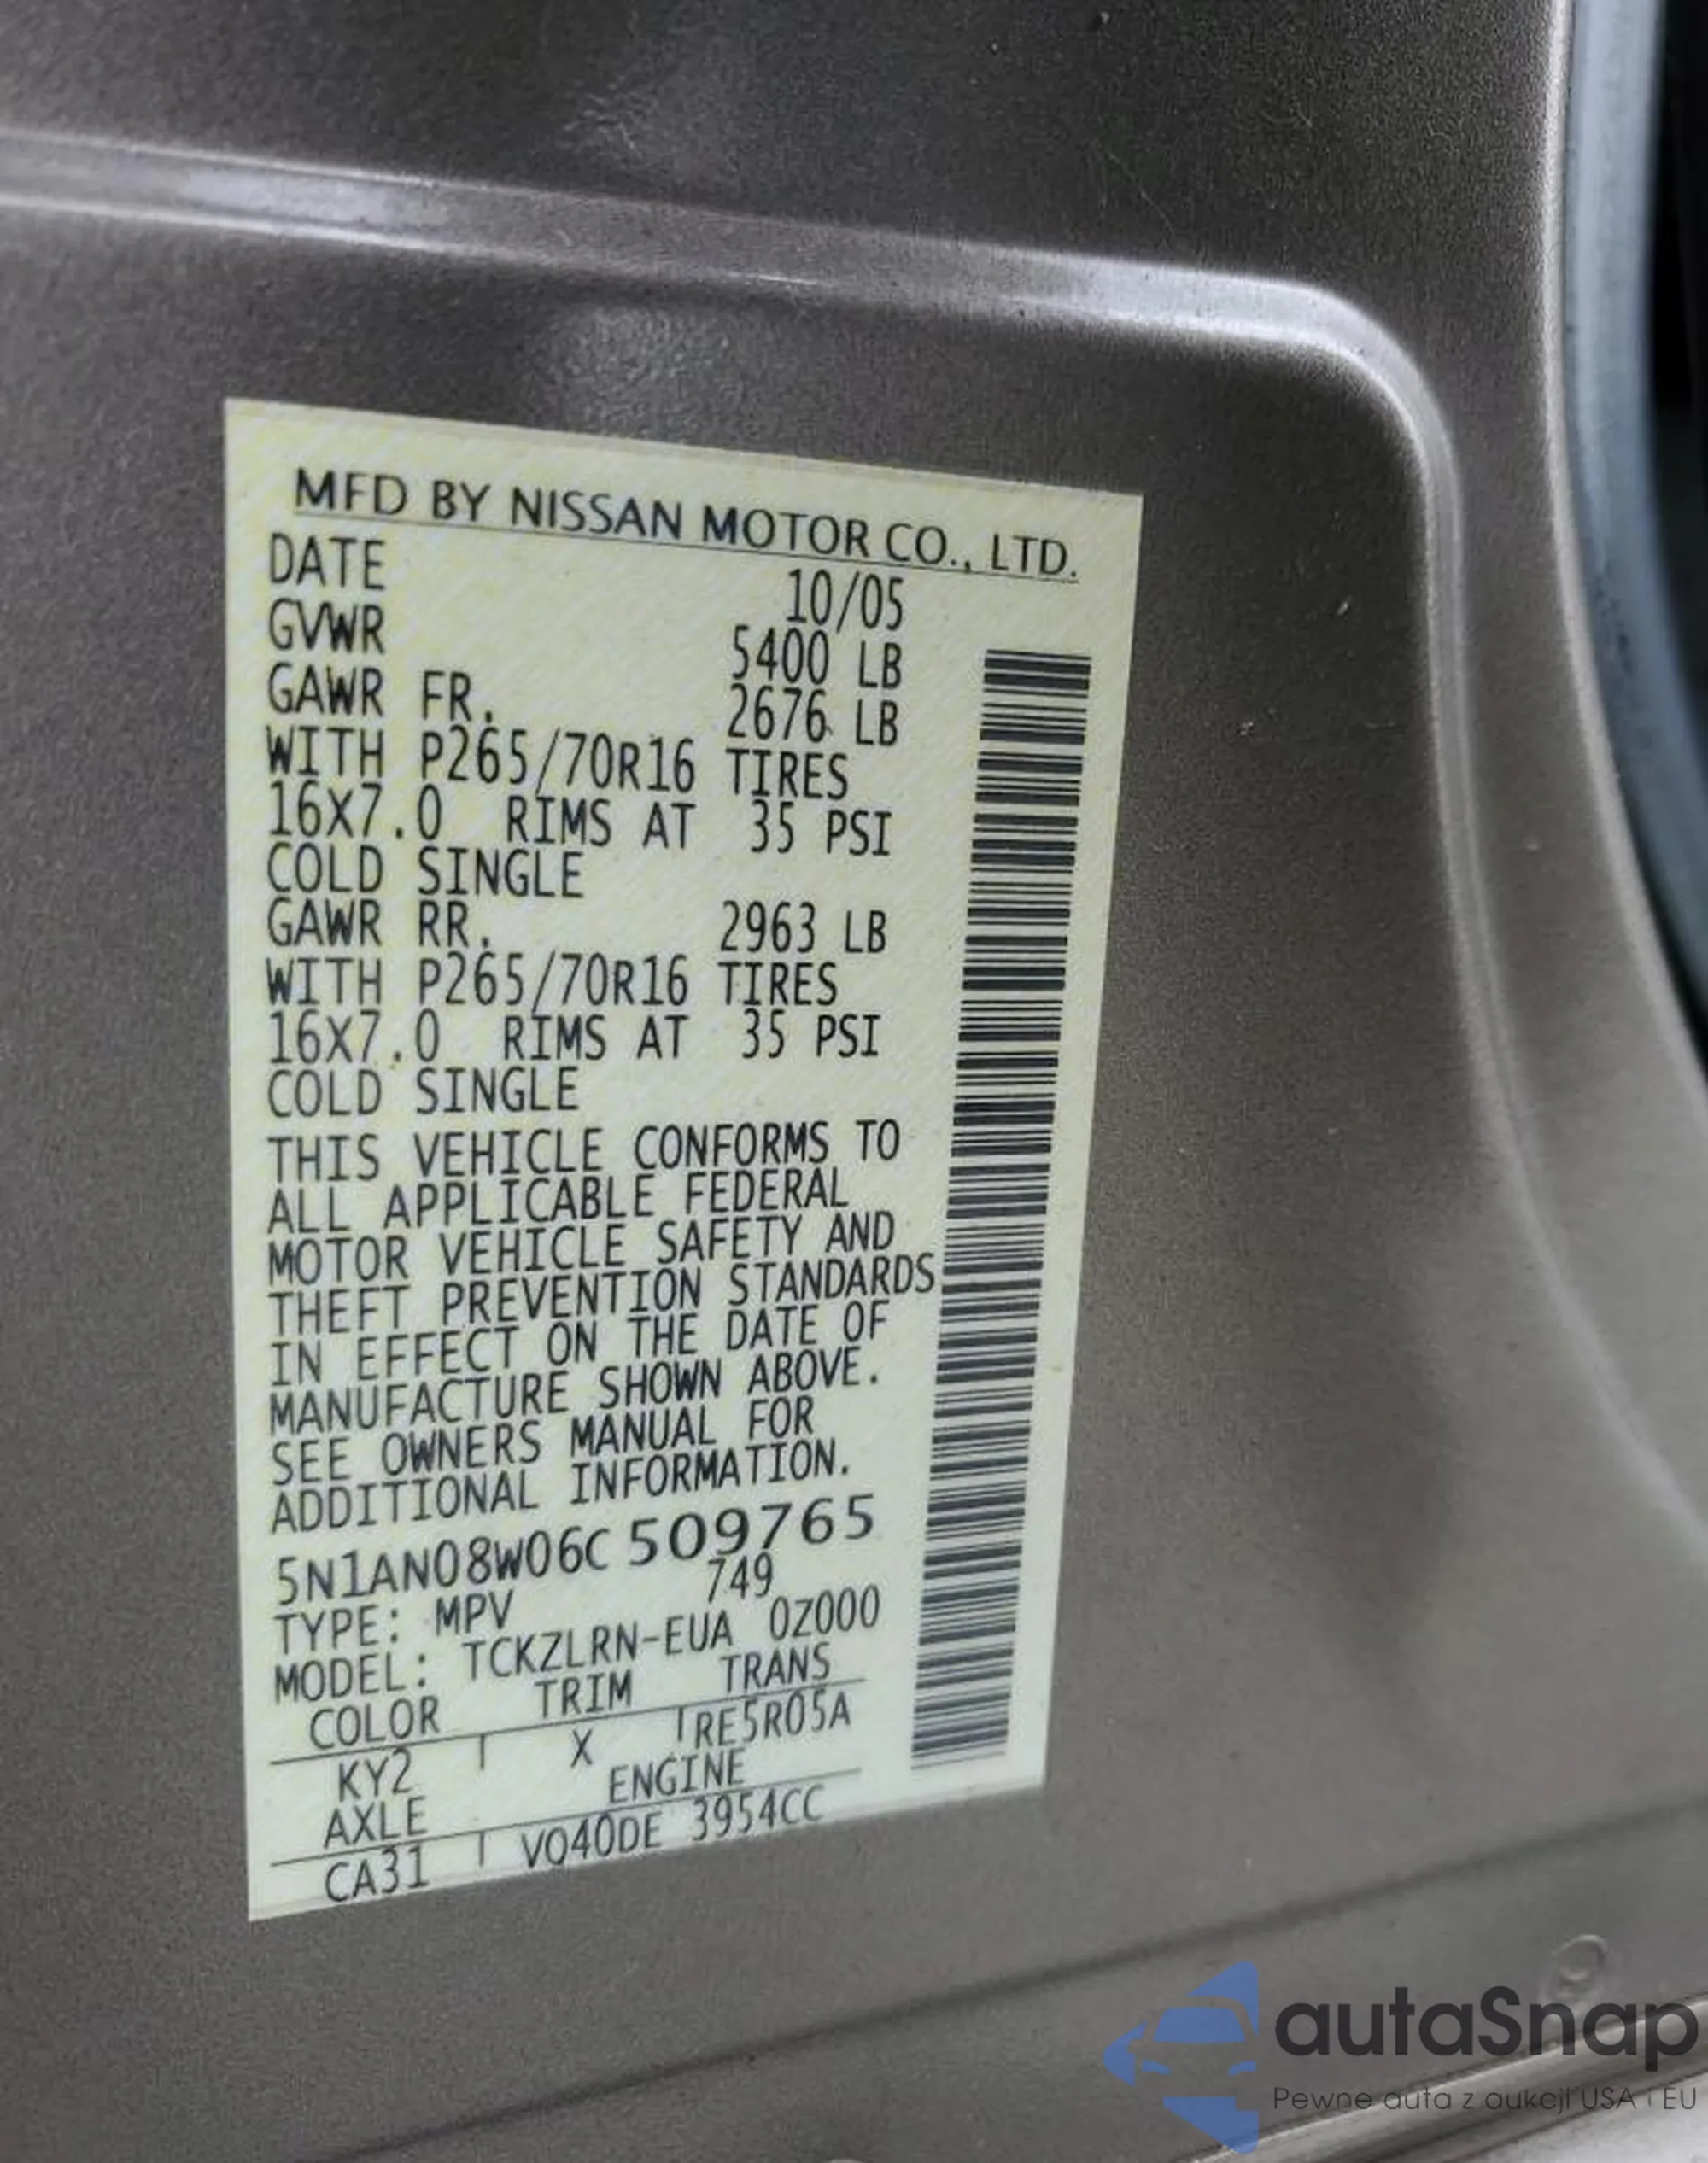 MFD BY NISSAN MOTOR CO., LTD.
DATE 10/05
GVWR 5400 LB
GAWR FR. 2676 LB
WITH P265/70R16 TIRES
16X7.0 RIMS AT 35 PSI
COLD SINGLE
GAWR RR. 2963 LB
WITH P265/70R16 TIRES
16X7.0 RIMS AT 35 PSI
COLD SINGLE
THIS VEHICLE CONFORMS TO
ALL APPLICABLE FEDERAL
MOTOR VEHICLE SAFETY AND
THEFT PREVENTION STANDARDS
IN EFFECT ON THE DATE OF
MANUFACTURE SHOWN ABOVE.
SEE OWNERS MANUAL FOR
ADDITIONAL INFORMATION.
5N1AN08W06C509765
TYPE: MPV 749
MODEL: TCKZLRN-EUA 0Z000
COLOR TRIM TRANS
KY2 X RE5R05A
AXLE ENGINE
CA31 VQ40DE 3954CC
autaSnap
Pewne auta z aukcji USA i EU